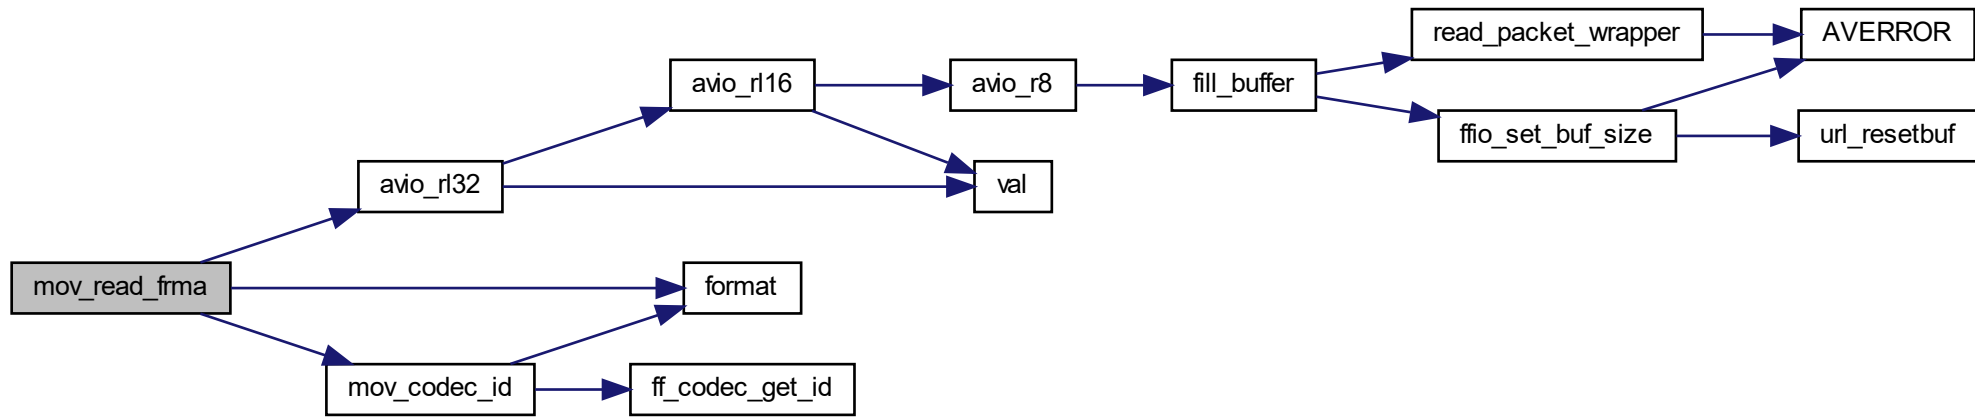 read_packet_wrapper
AVERROR
avio_rl16
avio_r8
fill_buffer
ffio_set_buf_size
url_resetbuf
avio_rl32
val
mov_read_frma
format
mov_codec_id
ff_codec_get_id